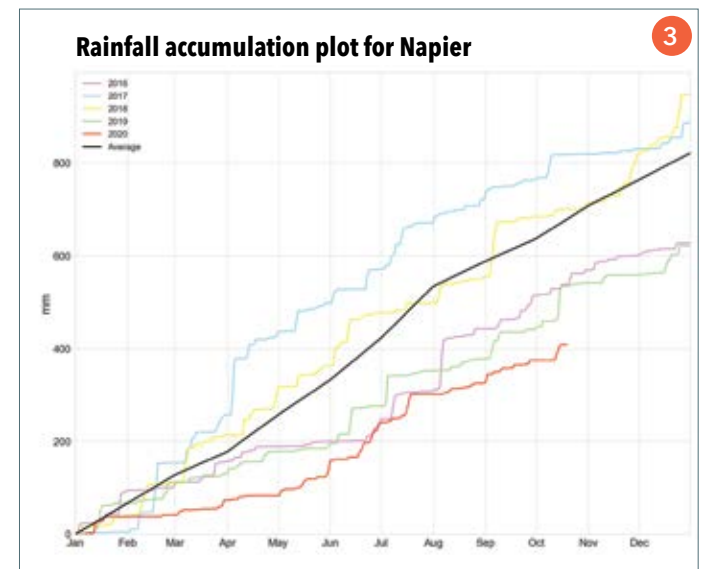 Rainfall accumulation plot for Napier
3
2016
2017
2018
2019
2020
Average
800
600
400
200
0
mm
Jan Feb Mar Apr May Jun Jul Aug Sep Oct Nov Dec